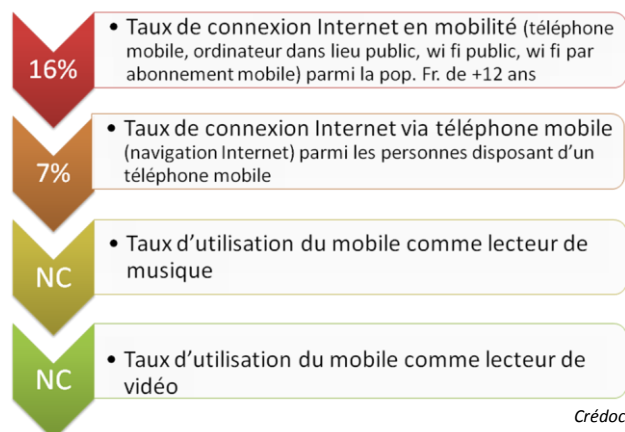 16%
• Taux de connexion Internet en mobilité (téléphone
mobile, ordinateur dans lieu public, wi fi public, wi fi par
abonnement mobile) parmi la pop. Fr. de +12 ans
7%
• Taux de connexion Internet via téléphone mobile
(navigation Internet) parmi les personnes disposant d'un
téléphone mobile
NC
• Taux d'utilisation du mobile comme lecteur de
musique
NC
• Taux d'utilisation du mobile comme lecteur de
vidéo
Crédoc